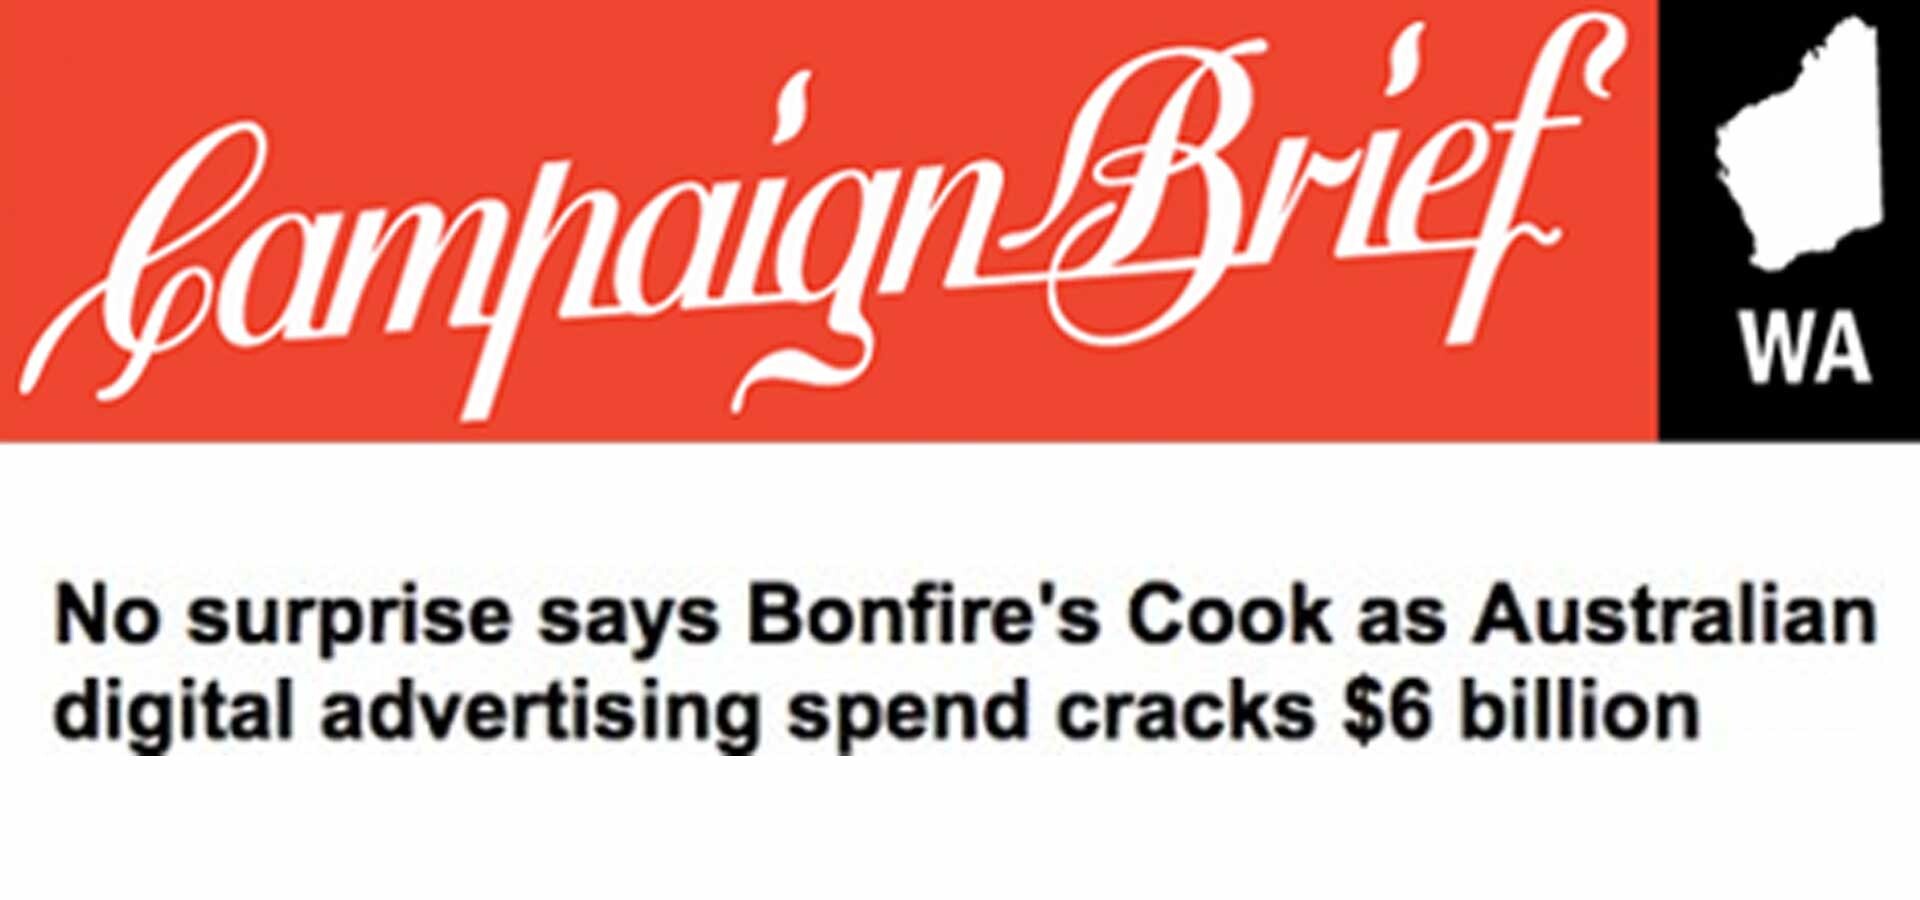 Campaign Brief
WA
No surprise says Bonfire's Cook as Australian
digital advertising spend cracks $6 billion